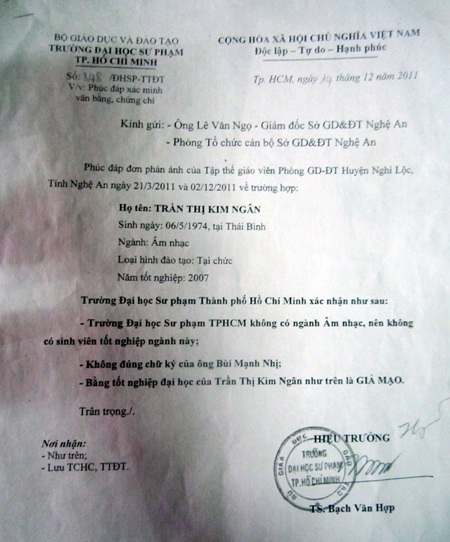 BỘ GIÁO DỤC VÀ ĐÀO TẠO
TRƯỜNG ĐẠI HỌC SƯ PHẠM
TP. HỒ CHÍ MINH
CỘNG HÒA XÃ HỘI CHỦ NGHĨA VIỆT NAM
Độc lập – Tự do – Hạnh phúc
Số: /ĐHSP-TTĐT
V/v: Phúc đáp xác minh
văn bằng, chứng chỉ
Tp. HCM, ngày tháng 12 năm 2011
Kính gửi: - Ông Lê Văn Ngọ - Giám đốc Sở GD&ĐT Nghệ An
- Phòng Tổ chức cán bộ Sở GD&ĐT Nghệ An
Phúc đáp đơn phản ánh của Tập thể giáo viên Phòng GD-ĐT Huyện Nghi Lộc,
Tỉnh Nghệ An ngày 21/3/2011 và 02/12/2011 về trường hợp:
Họ tên: TRẦN THỊ KIM NGÂN
Sinh ngày: 06/5/1974, tại Thái Bình
Ngành: Âm nhạc
Loại hình đào tạo: Tại chức
Năm tốt nghiệp: 2007
Trường Đại học Sư phạm Thành phố Hồ Chí Minh xác nhận như sau:
- Trường Đại học Sư phạm TPHCM không có ngành Âm nhạc, nên không
có sinh viên tốt nghiệp ngành này;
- Không đúng chữ ký của ông Bùi Mạnh Nhị;
- Bằng tốt nghiệp đại học của Trần Thị Kim Ngân như trên là GIẢ MẠO.
Trân trọng./.
Nơi nhận:
- Như trên;
- Lưu TCHC, TTĐT.
HIỆU TRƯỞNG
BỘ GIÁO DỤC ĐÀO TẠO
TRƯỜNG
ĐẠI HỌC SƯ PHẠM
TP.HỒ CHÍ MINH
TS. Bạch Văn Hợp